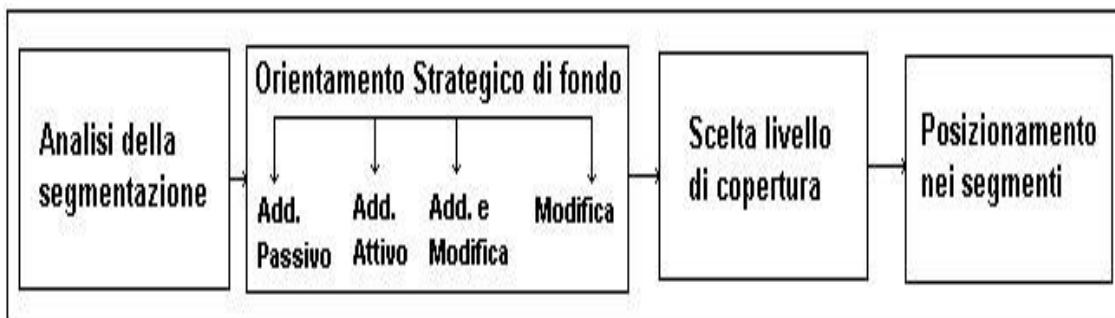 Analisi della
segmentazione
Orientamento Strategico di fondo
Add.
Passivo
Add.
Attivo
Add. e
Modifica
Modifica
Scelta livello
di copertura
Posizionamento
nei segmenti